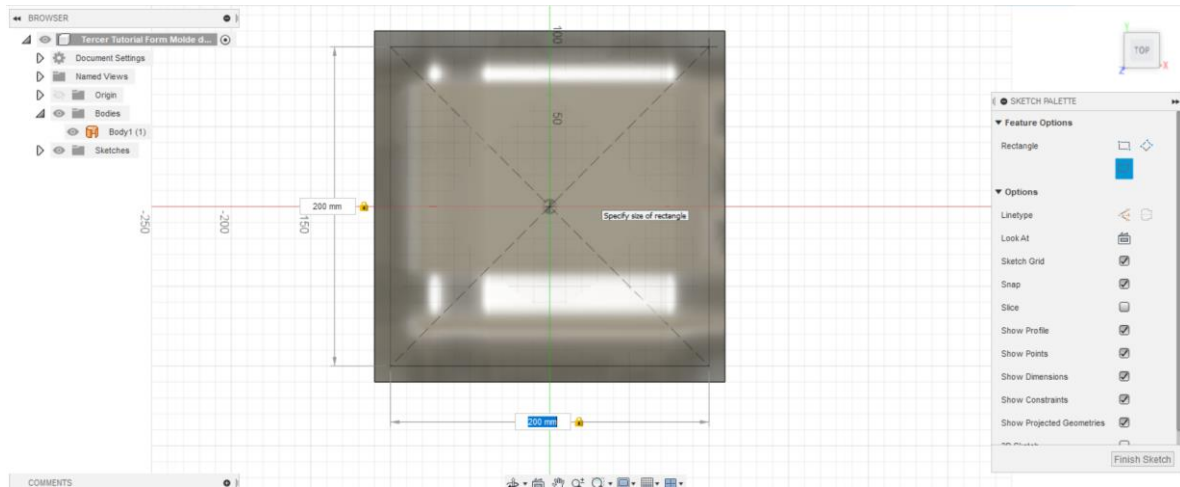 BROWSER
Tercer Tutorial Form Molde d...
Document Settings
Named Views
Origin
Bodies
Body1 (1)
Sketches
COMMENTS
-250
-200
150
100
50
200 mm
Specify size of rectangle
200 mm
TOP
Y
X
Z
SKETCH PALETTE
Feature Options
Rectangle
Options
Linetype
Look At
Sketch Grid
Snap
Slice
Show Profile
Show Points
Show Dimensions
Show Constraints
Show Projected Geometries
3D Sketch
Finish Sketch